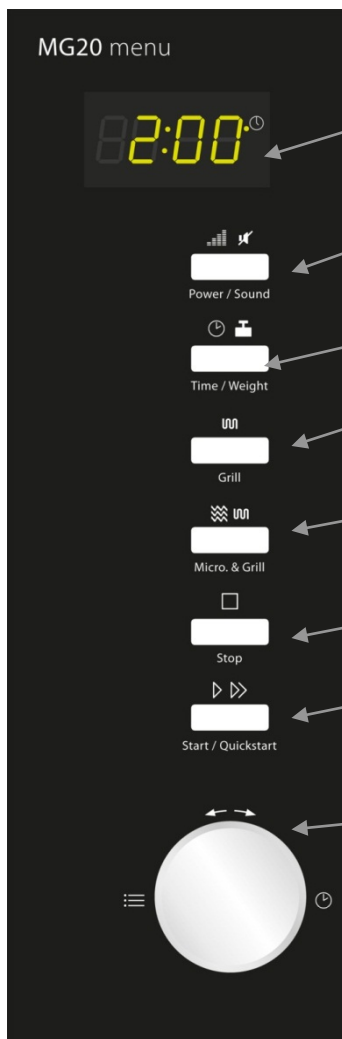 MG20 menu
2:00
Power / Sound
Time / Weight
Grill
Micro. & Grill
Stop
Start / Quickstart